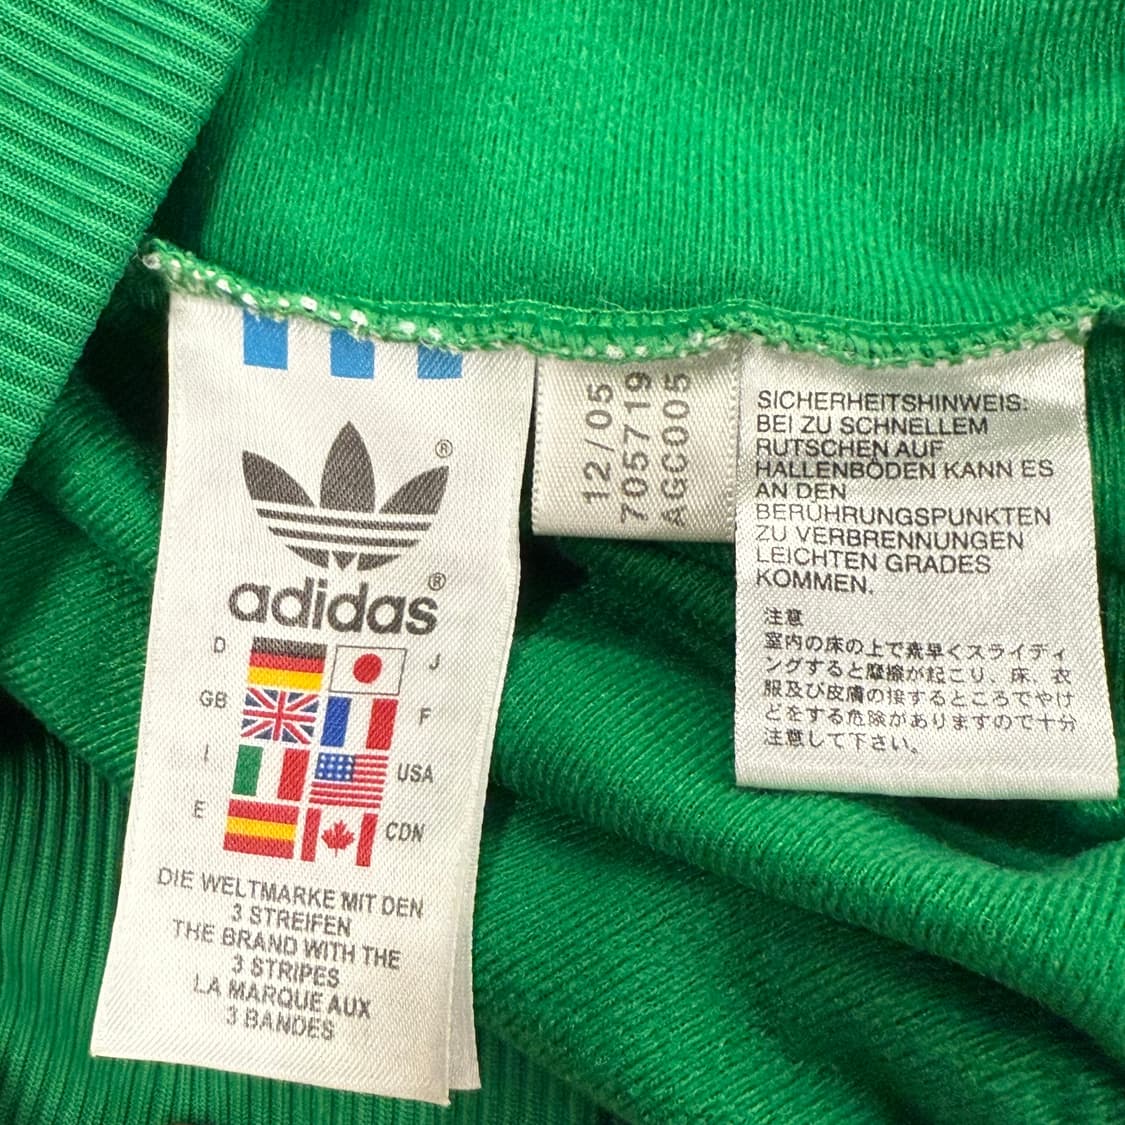 ®
adidas®
D
J
GB
F
I
USA
E
CDN
DIE WELTMARKE MIT DEN
3 STREIFEN
THE BRAND WITH THE
3 STRIPES
LA MARQUE AUX
3 BANDES
12/05
705719
AGC005
SICHERHEITSHINWEIS:
BEI ZU SCHNELLEM
RUTSCHEN AUF
HALLENBÖDEN KANN ES
AN DEN
BERÜHRUNGSPUNKTEN
ZU VERBRENNUNGEN
LEICHTEN GRADES
KOMMEN.
注意
室内の床の上で素早くスライディ
ングすると摩擦が起こり、床、衣
服及び皮膚の接するところでやけ
どをする危険がありますので十分
注意して下さい。